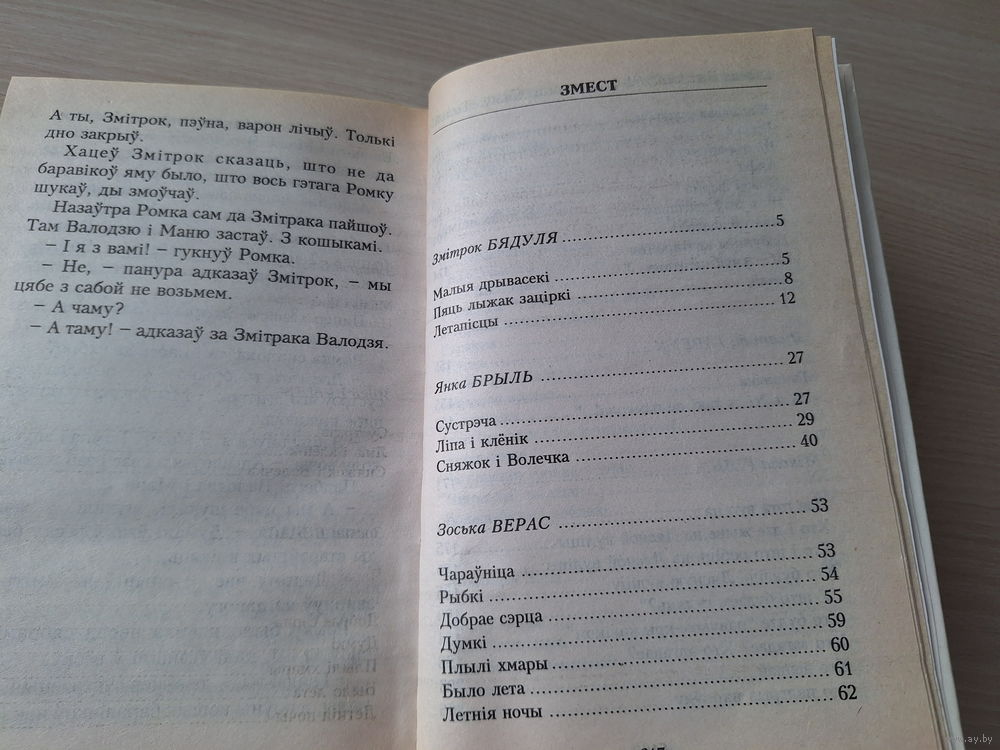 А ты, Змітрок, пэўна, варон лічыў. Толькі
дно закрыў.
Хацеў Змітрок сказаць, што не да
баравікоў яму было, што вось гэтага Ромку
шукаў, ды змоўчаў.
Назаўтра Ромка сам да Змітрака пайшоў.
Там Валодзю і Маню застаў. З кошыкамі.
– І я з вамі! – гукнуў Ромка.
– Не, – панура адказаў Змітрок, – мы
цябе з сабой не возьмем.
– А чаму?
– А таму! – адказаў за Змітрака Валодзя.
ЗМЕСТ
Змітрок БЯДУЛЯ 5
Малыя дрывасекі 5
Пяць лыжак заціркі 8
Летапісцы 12
Янка БРЫЛЬ 27
Сустрэча 27
Ліпа і клёнік 29
Сняжок і Волечка 40
Зоська ВЕРАС 53
Чараўніца 53
Рыбкі 54
Добрае сэрца 55
Думкі 59
Плылі хмары 60
Было лета 61
Летнія ночы 62
www.ay.by